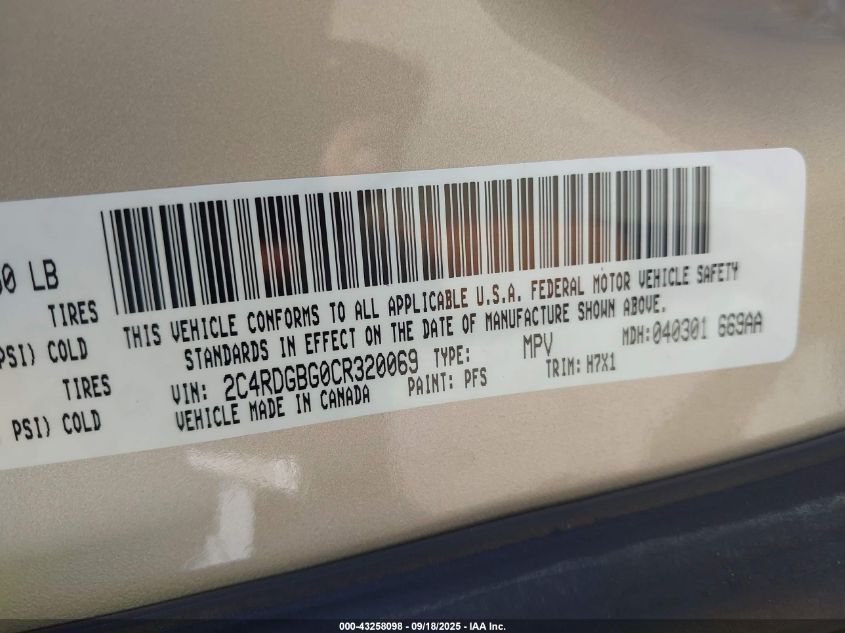 0 LB
TIRES
PSI) COLD
TIRES
PSI) COLD
THIS VEHICLE CONFORMS TO ALL APPLICABLE U.S.A. FEDERAL MOTOR VEHICLE SAFETY
STANDARDS IN EFFECT ON THE DATE OF MANUFACTURE SHOWN ABOVE.
VIN: 2C4RDGBG0CR320069 TYPE: MPV MDH:040301 669AA
VEHICLE MADE IN CANADA PAINT: PFS TRIM: H7X1
000-43258098 - 09/18/2025 - IAA Inc.